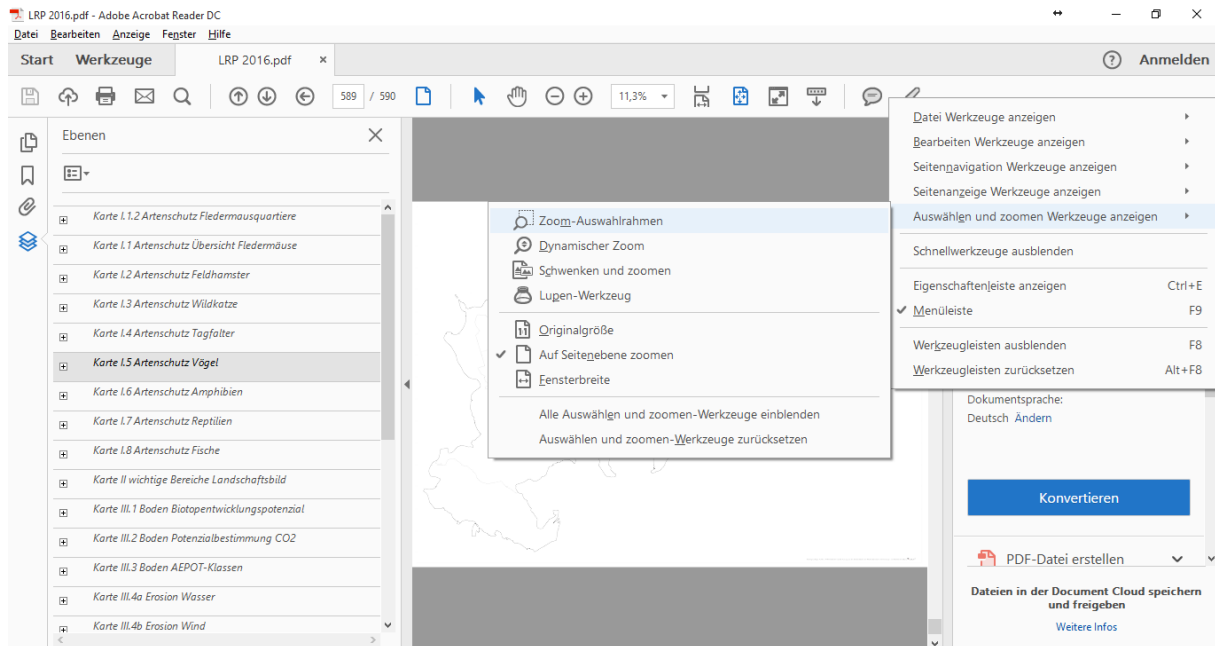 LRP 2016.pdf - Adobe Acrobat Reader DC
Datei Bearbeiten Anzeige Fenster Hilfe
Start Werkzeuge LRP 2016.pdf × ? Anmelden
589 / 590 11,3%
Ebenen
Karte I.1.2 Artenschutz Fledermausquartiere
Karte I.1 Artenschutz Übersicht Fledermäuse
Karte I.2 Artenschutz Feldhamster
Karte I.3 Artenschutz Wildkatze
Karte I.4 Artenschutz Tagfalter
Karte I.5 Artenschutz Vögel
Karte I.6 Artenschutz Amphibien
Karte I.7 Artenschutz Reptilien
Karte I.8 Artenschutz Fische
Karte II wichtige Bereiche Landschaftsbild
Karte III.1 Boden Biotopentwicklungspotenzial
Karte III.2 Boden Potenzialbestimmung CO2
Karte III.3 Boden AEPOT-Klassen
Karte III.4a Erosion Wasser
Karte III.4b Erosion Wind
Zoom-Auswahlrahmen
Dynamischer Zoom
Schwenken und zoomen
Lupen-Werkzeug
1:1 Originalgröße
Auf Seitenebene zoomen
Fensterbreite
Alle Auswählen und zoomen-Werkzeuge einblenden
Auswählen und zoomen-Werkzeuge zurücksetzen
Datei Werkzeuge anzeigen
Bearbeiten Werkzeuge anzeigen
Seitennavigation Werkzeuge anzeigen
Seitenanzeige Werkzeuge anzeigen
Auswählen und zoomen Werkzeuge anzeigen
Schnellwerkzeuge ausblenden
Eigenschaftenleiste anzeigen Ctrl+E
Menüleiste F9
Werkzeugleisten ausblenden F8
Werkzeugleisten zurücksetzen Alt+F8
Dokumentsprache:
Deutsch Ändern
Konvertieren
PDF-Datei erstellen
Dateien in der Document Cloud speichern
und freigeben
Weitere Infos